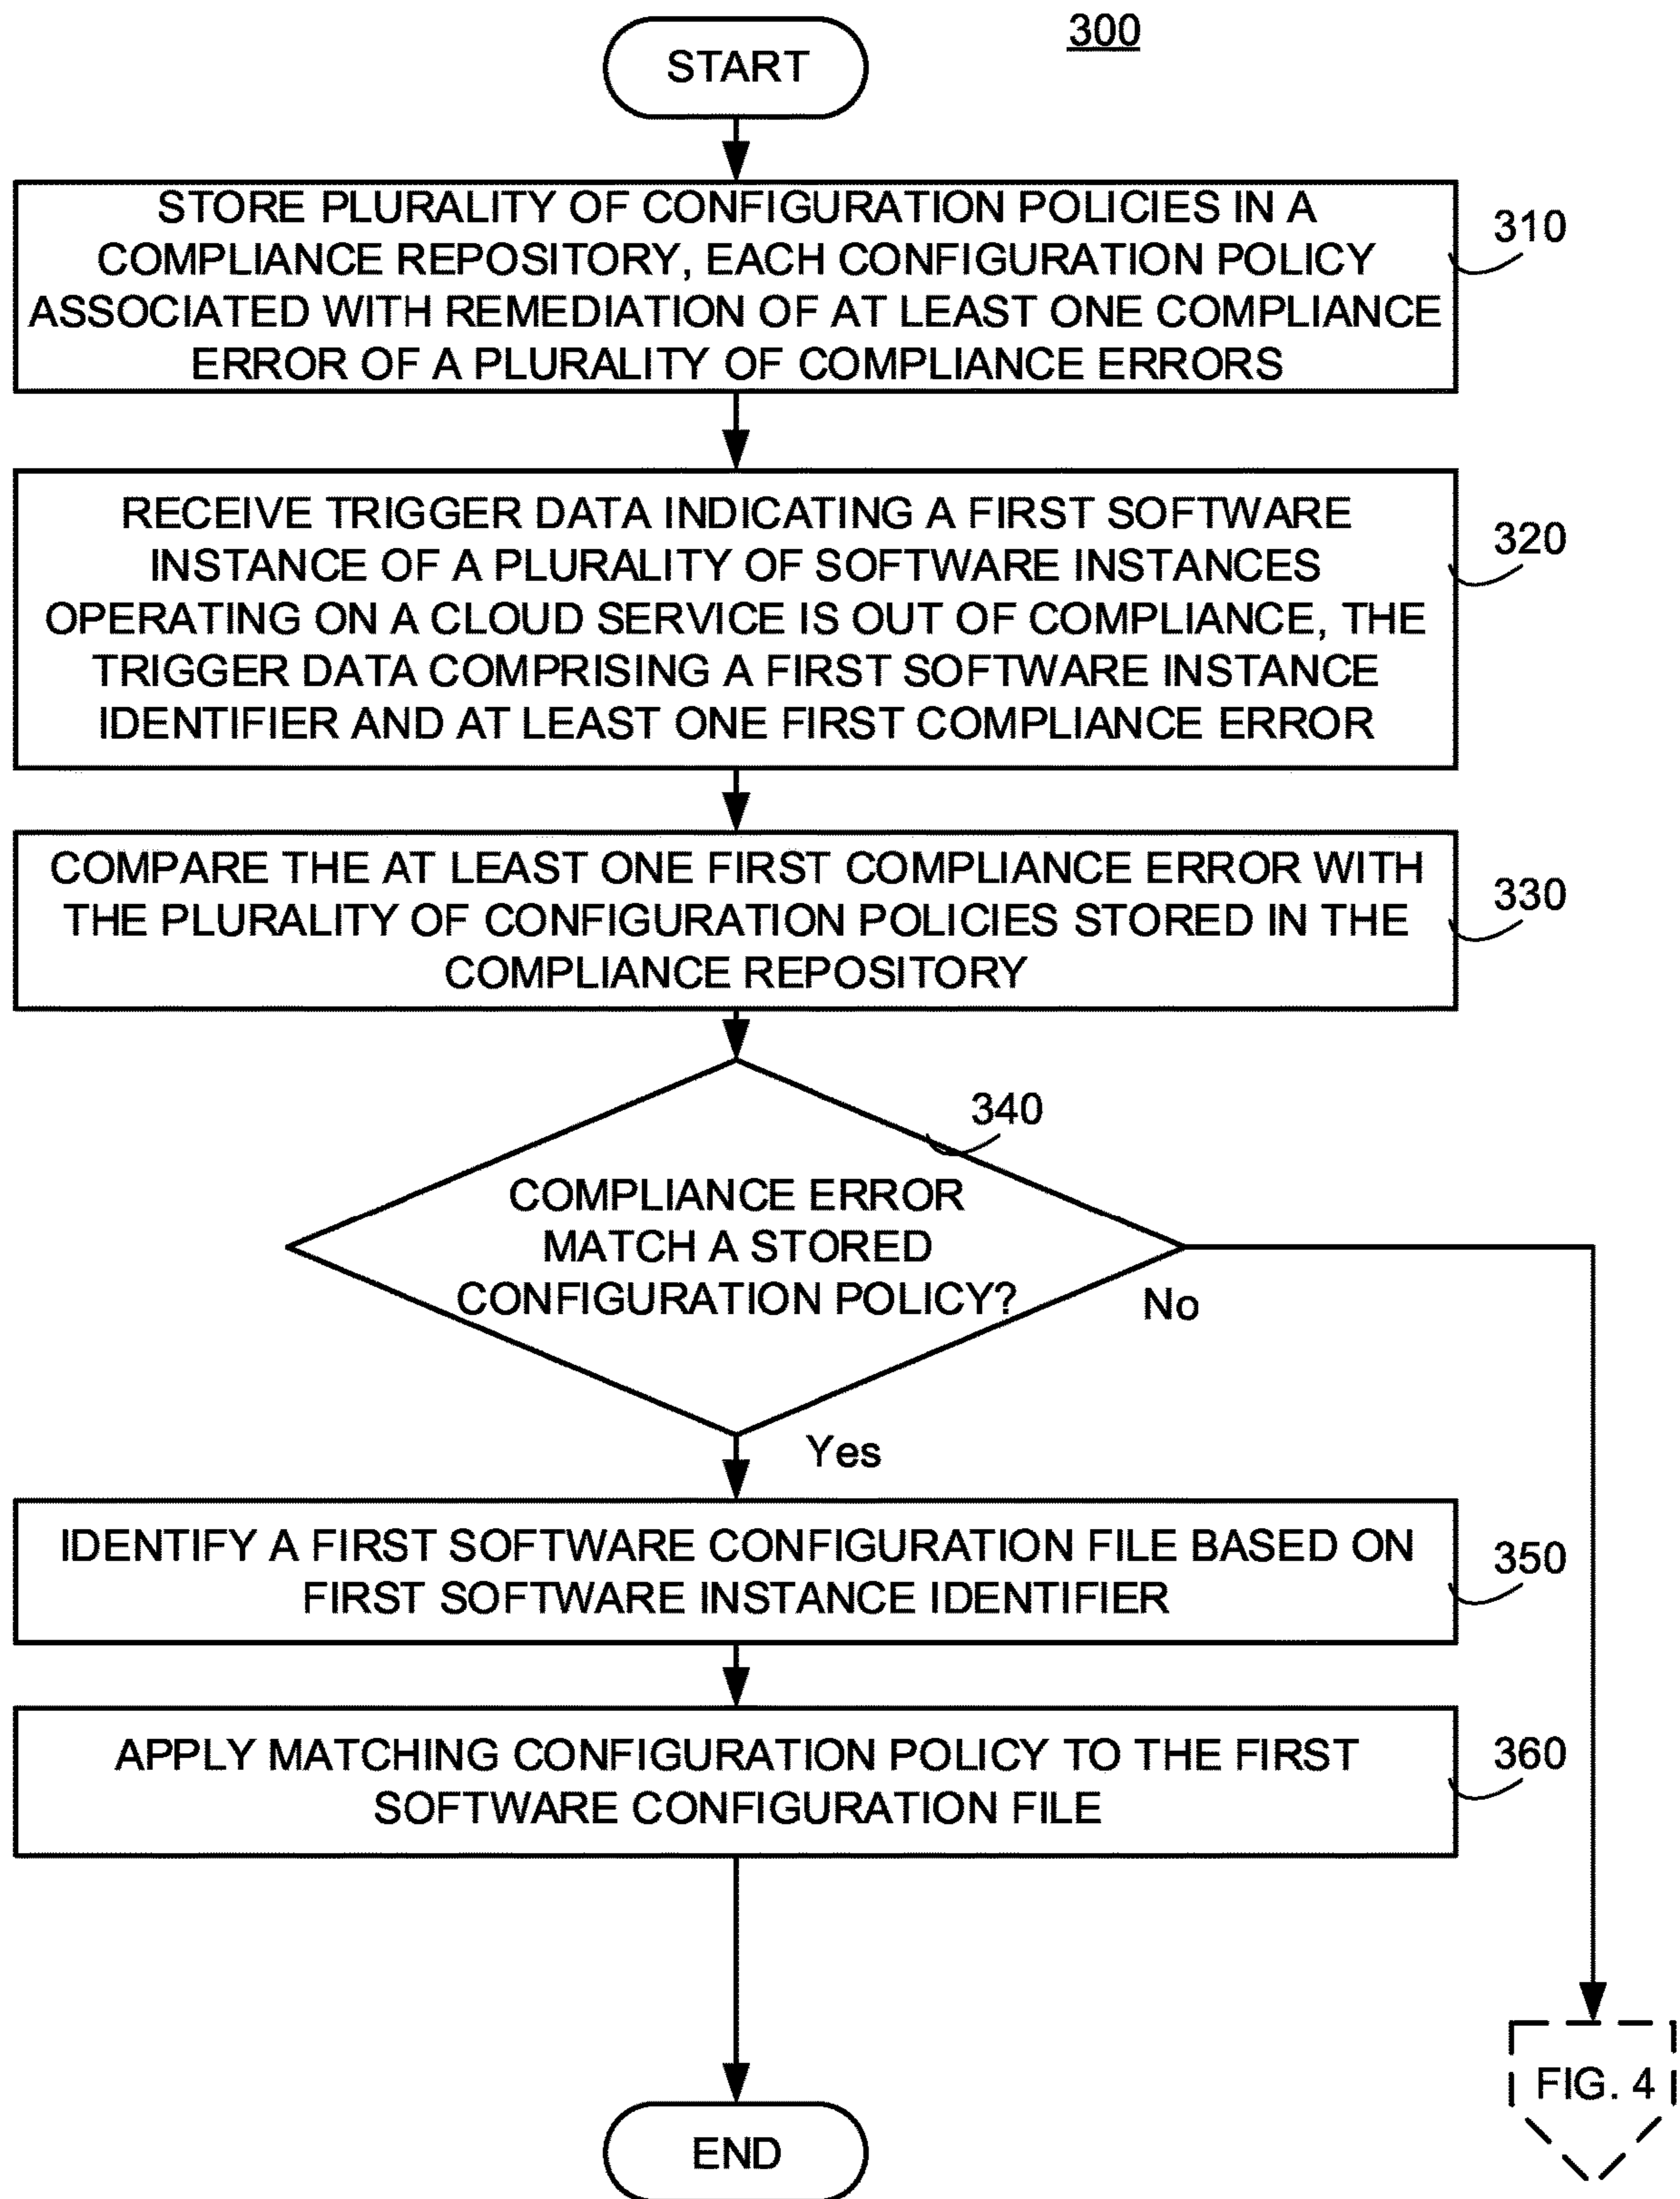 300
START
STORE PLURALITY OF CONFIGURATION POLICIES IN A
COMPLIANCE REPOSITORY, EACH CONFIGURATION POLICY
ASSOCIATED WITH REMEDIATION OF AT LEAST ONE COMPLIANCE
ERROR OF A PLURALITY OF COMPLIANCE ERRORS
310
RECEIVE TRIGGER DATA INDICATING A FIRST SOFTWARE
INSTANCE OF A PLURALITY OF SOFTWARE INSTANCES
OPERATING ON A CLOUD SERVICE IS OUT OF COMPLIANCE, THE
TRIGGER DATA COMPRISING A FIRST SOFTWARE INSTANCE
IDENTIFIER AND AT LEAST ONE FIRST COMPLIANCE ERROR
320
COMPARE THE AT LEAST ONE FIRST COMPLIANCE ERROR WITH
THE PLURALITY OF CONFIGURATION POLICIES STORED IN THE
COMPLIANCE REPOSITORY
330
340
COMPLIANCE ERROR
MATCH A STORED
CONFIGURATION POLICY?
No
Yes
IDENTIFY A FIRST SOFTWARE CONFIGURATION FILE BASED ON
FIRST SOFTWARE INSTANCE IDENTIFIER
350
APPLY MATCHING CONFIGURATION POLICY TO THE FIRST
SOFTWARE CONFIGURATION FILE
360
FIG. 4
END